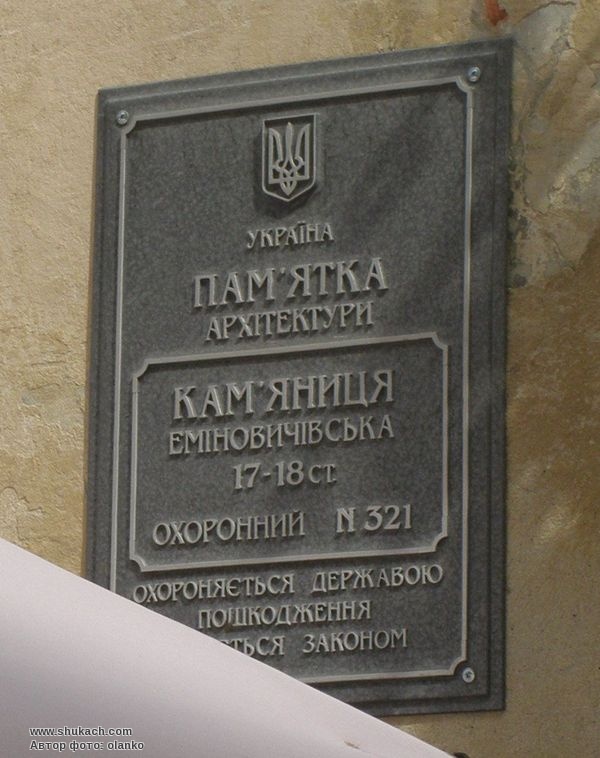 УКРАЇНА
ПАМ'ЯТКА
АРХІТЕКТУРИ
КАМ'ЯНИЦЯ
ЕМІНОВИЧІВСЬКА
17-18 СТ.
ОХОРОННИЙ N 321
ОХОРОНЯЄТЬСЯ ДЕРЖАВОЮ
ПОШКОДЖЕННЯ
ЗАКОНОМ
www.shukach.com
Автор фото: olanko